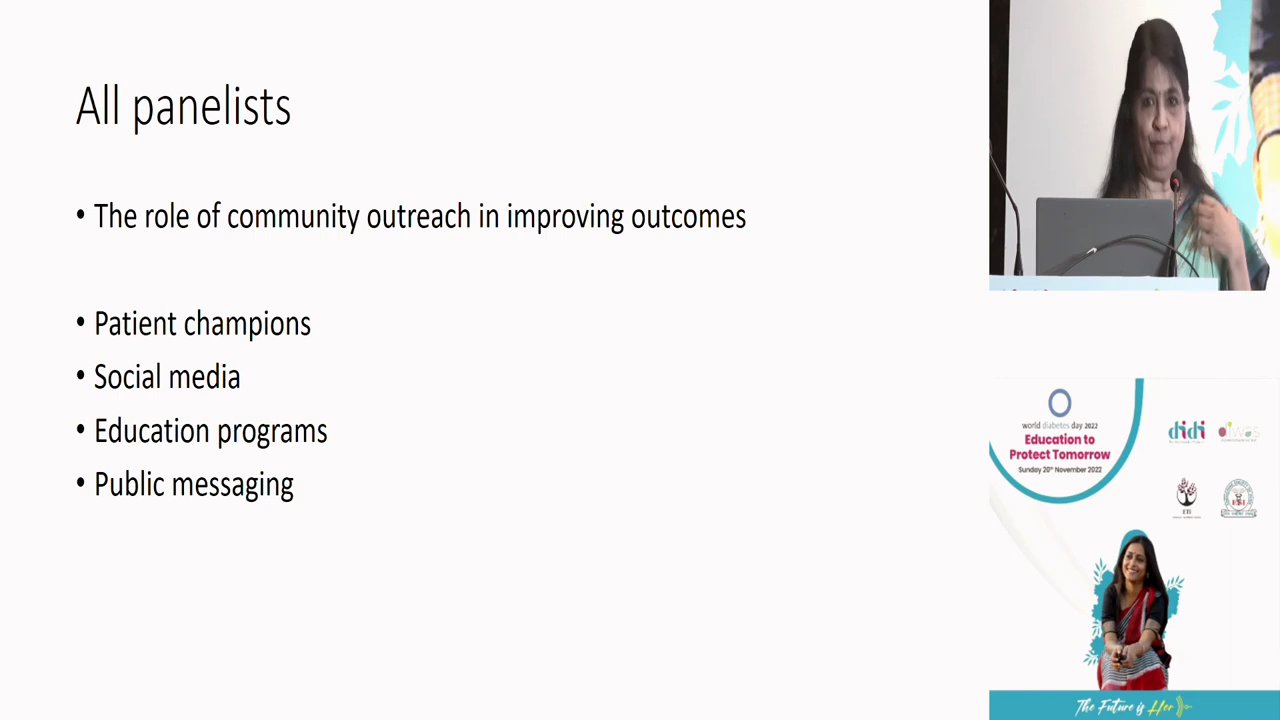 All panelists
• The role of community outreach in improving outcomes
• Patient champions
• Social media
• Education programs
• Public messaging
world diabetes day 2022
Education to
Protect Tomorrow
Sunday 20th November 2022
didi
The Future is Her